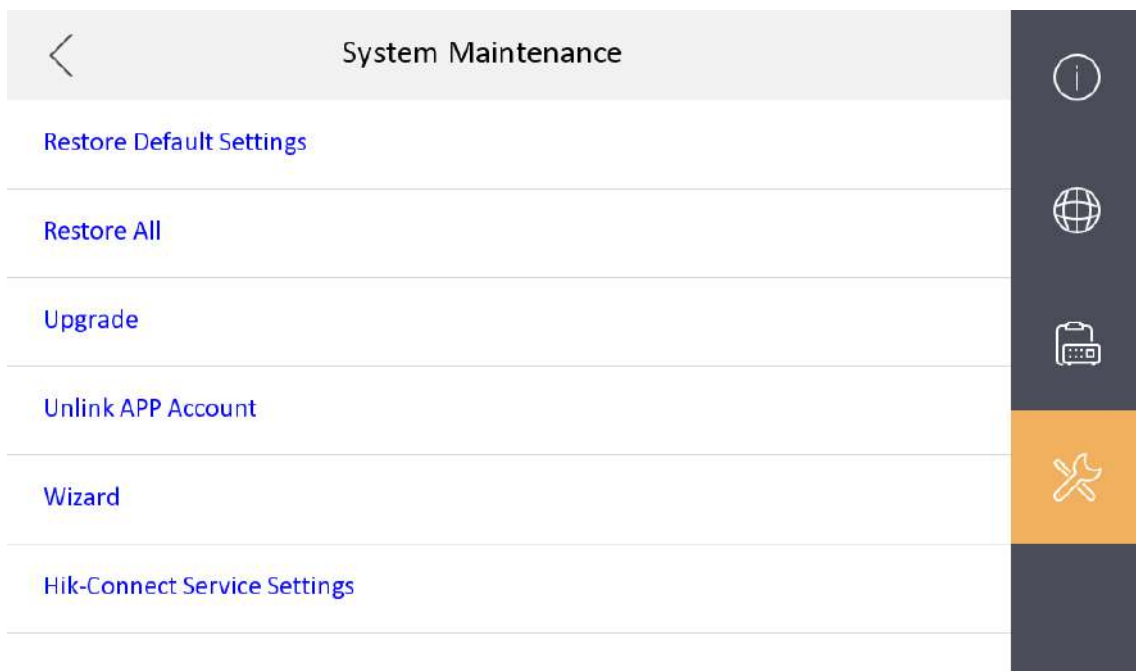 System Maintenance
Restore Default Settings
Restore All
Upgrade
Unlink APP Account
Wizard
Hik-Connect Service Settings